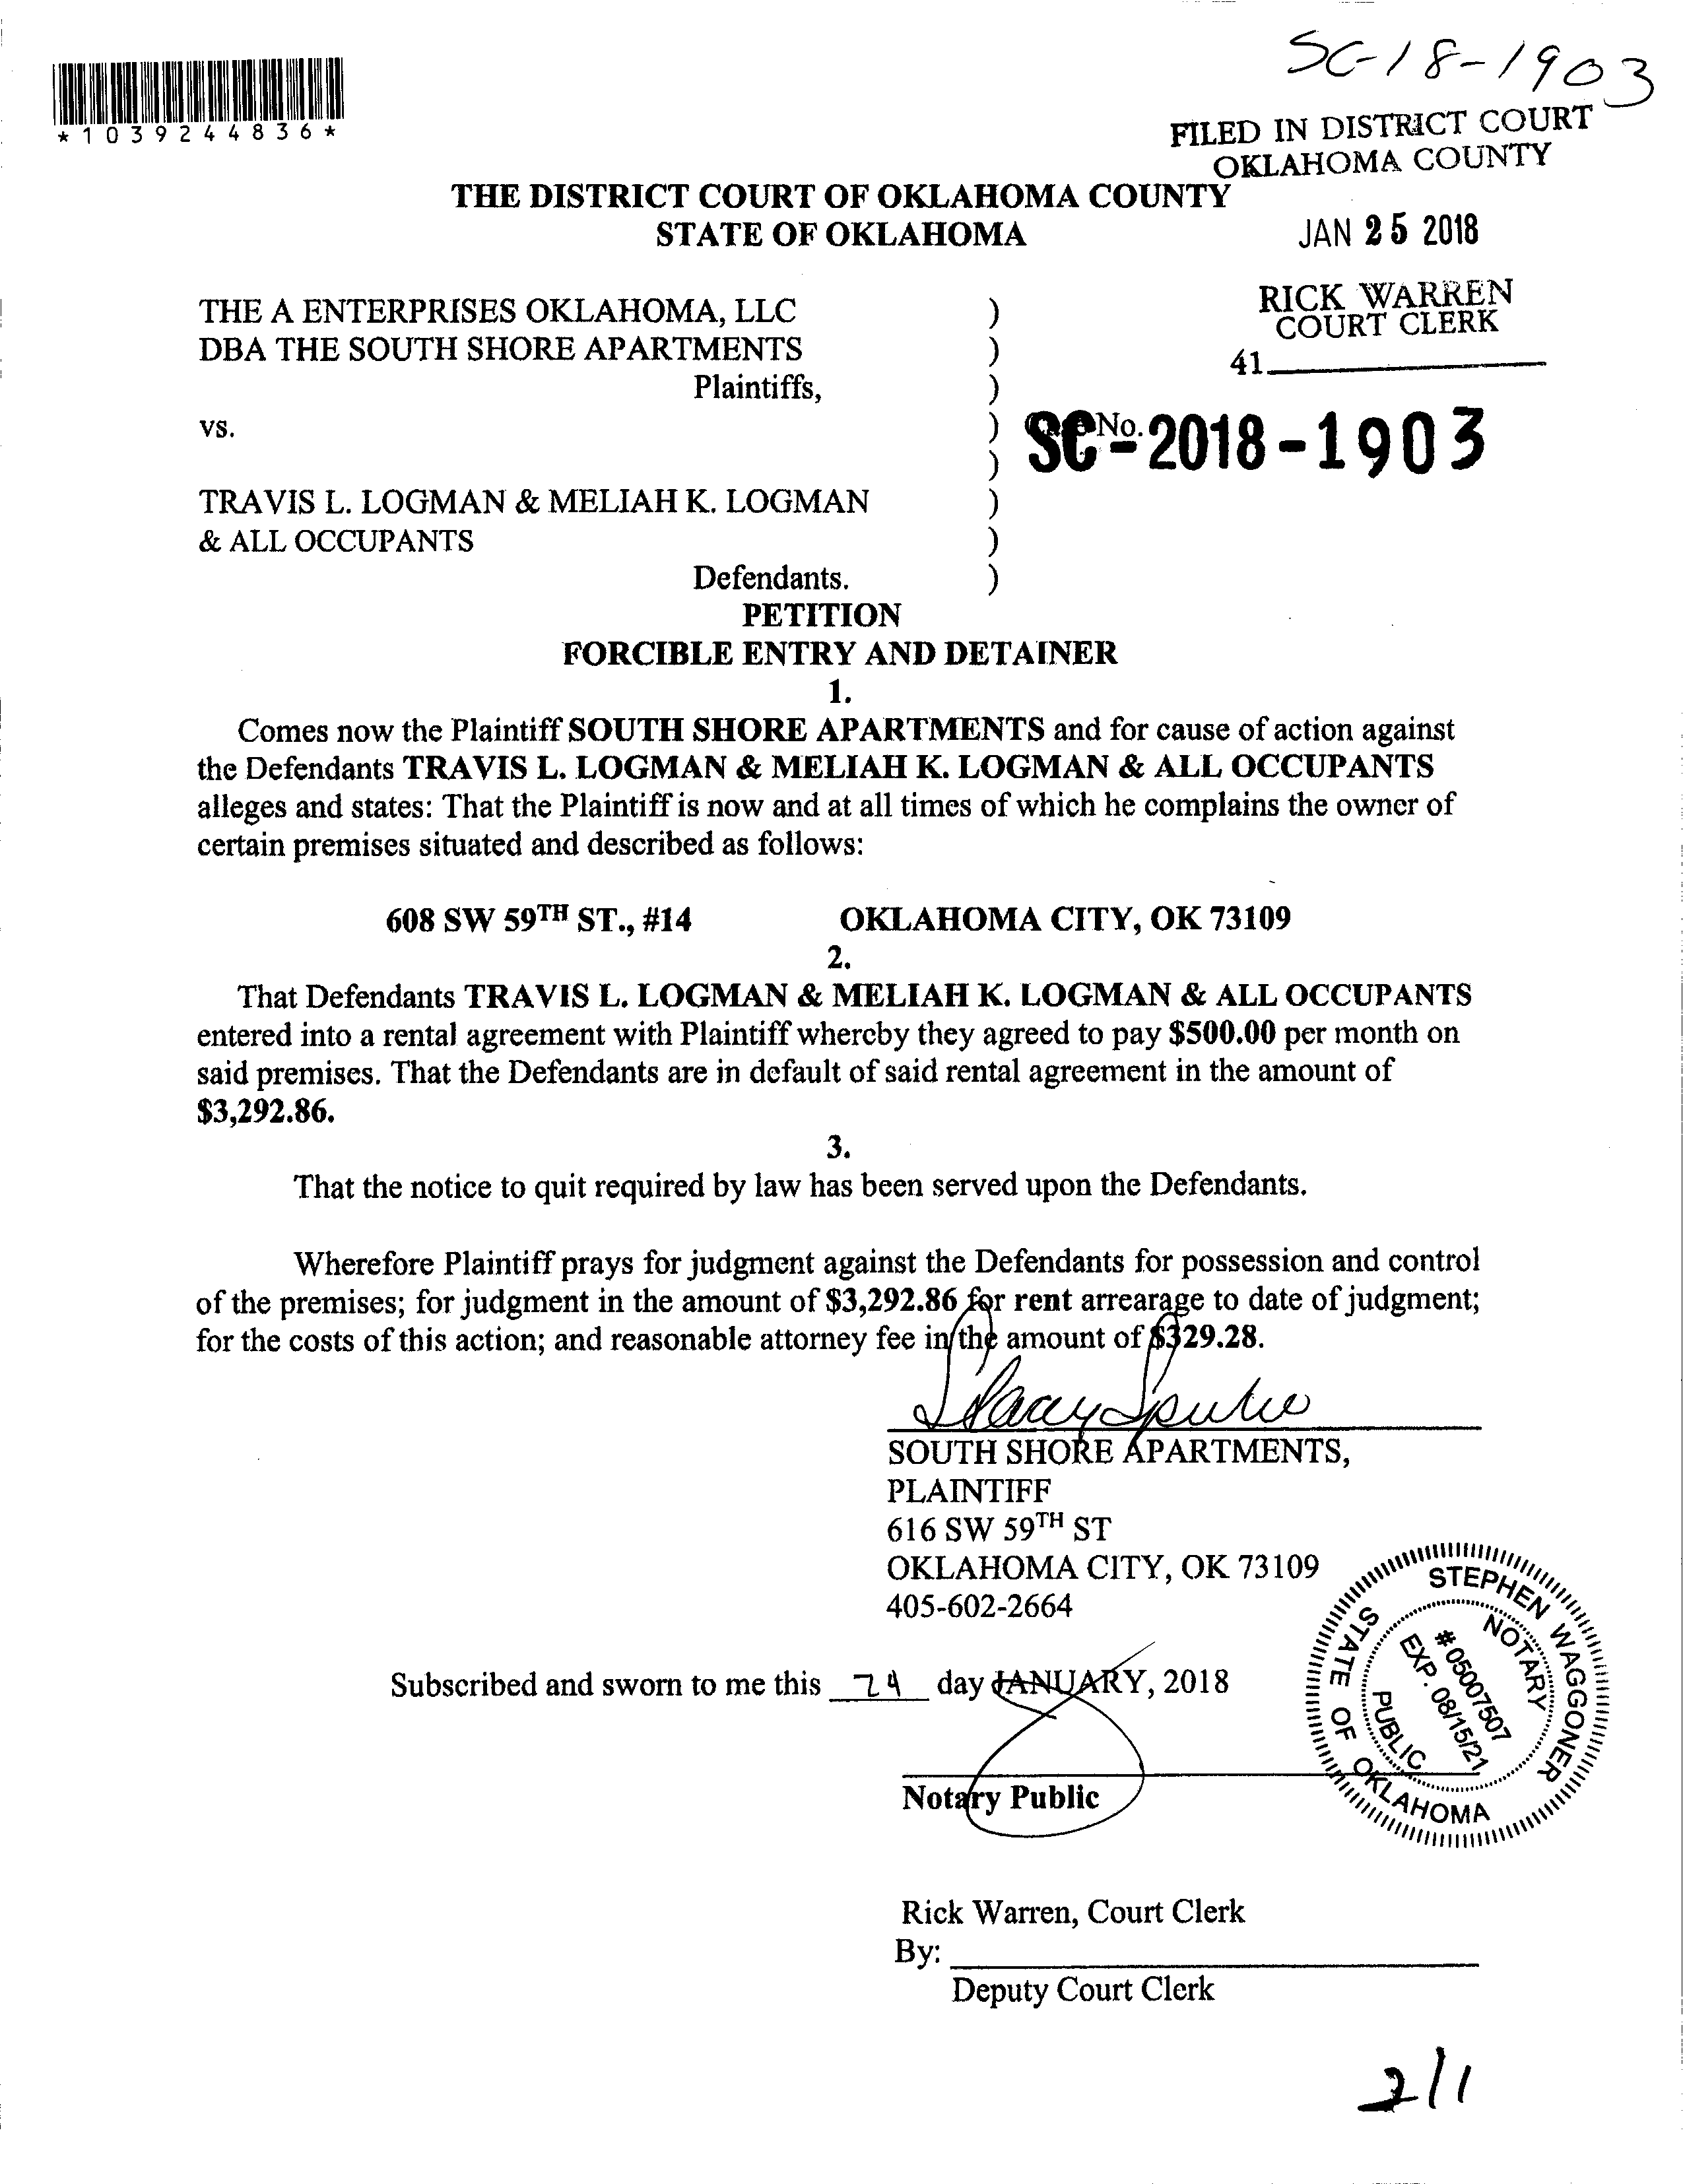 SC-18-1903
*1039244836*
FILED IN DISTRICT COURT
OKLAHOMA COUNTY
THE DISTRICT COURT OF OKLAHOMA COUNTY
STATE OF OKLAHOMA
JAN 25 2018
THE A ENTERPRISES OKLAHOMA, LLC )
RICK WARREN
COURT CLERK
DBA THE SOUTH SHORE APARTMENTS )
41
Plaintiffs, )
vs. ) No.
SC-2018-1903
)
TRAVIS L. LOGMAN & MELIAH K. LOGMAN )
& ALL OCCUPANTS )
Defendants. )
PETITION
FORCIBLE ENTRY AND DETAINER
1.
Comes now the Plaintiff SOUTH SHORE APARTMENTS and for cause of action against
the Defendants TRAVIS L. LOGMAN & MELIAH K. LOGMAN & ALL OCCUPANTS
alleges and states: That the Plaintiff is now and at all times of which he complains the owner of
certain premises situated and described as follows:
608 SW 59TH ST., #14 OKLAHOMA CITY, OK 73109
2.
That Defendants TRAVIS L. LOGMAN & MELIAH K. LOGMAN & ALL OCCUPANTS
entered into a rental agreement with Plaintiff whereby they agreed to pay $500.00 per month on
said premises. That the Defendants are in default of said rental agreement in the amount of
$3,292.86.
3.
That the notice to quit required by law has been served upon the Defendants.
Wherefore Plaintiff prays for judgment against the Defendants for possession and control
of the premises; for judgment in the amount of $3,292.86 for rent arrearage to date of judgment;
for the costs of this action; and reasonable attorney fee in the amount of $329.28.
SOUTH SHORE APARTMENTS,
PLAINTIFF
616 SW 59TH ST
OKLAHOMA CITY, OK 73109
405-602-2664
Subscribed and sworn to me this 24 day JANUARY, 2018
STEPHEN WAGGONER
NOTARY
#05007507
EXP. 08/15/21
PUBLIC
STATE OF OKLAHOMA
Notary Public
Rick Warren, Court Clerk
By:
Deputy Court Clerk
2/1